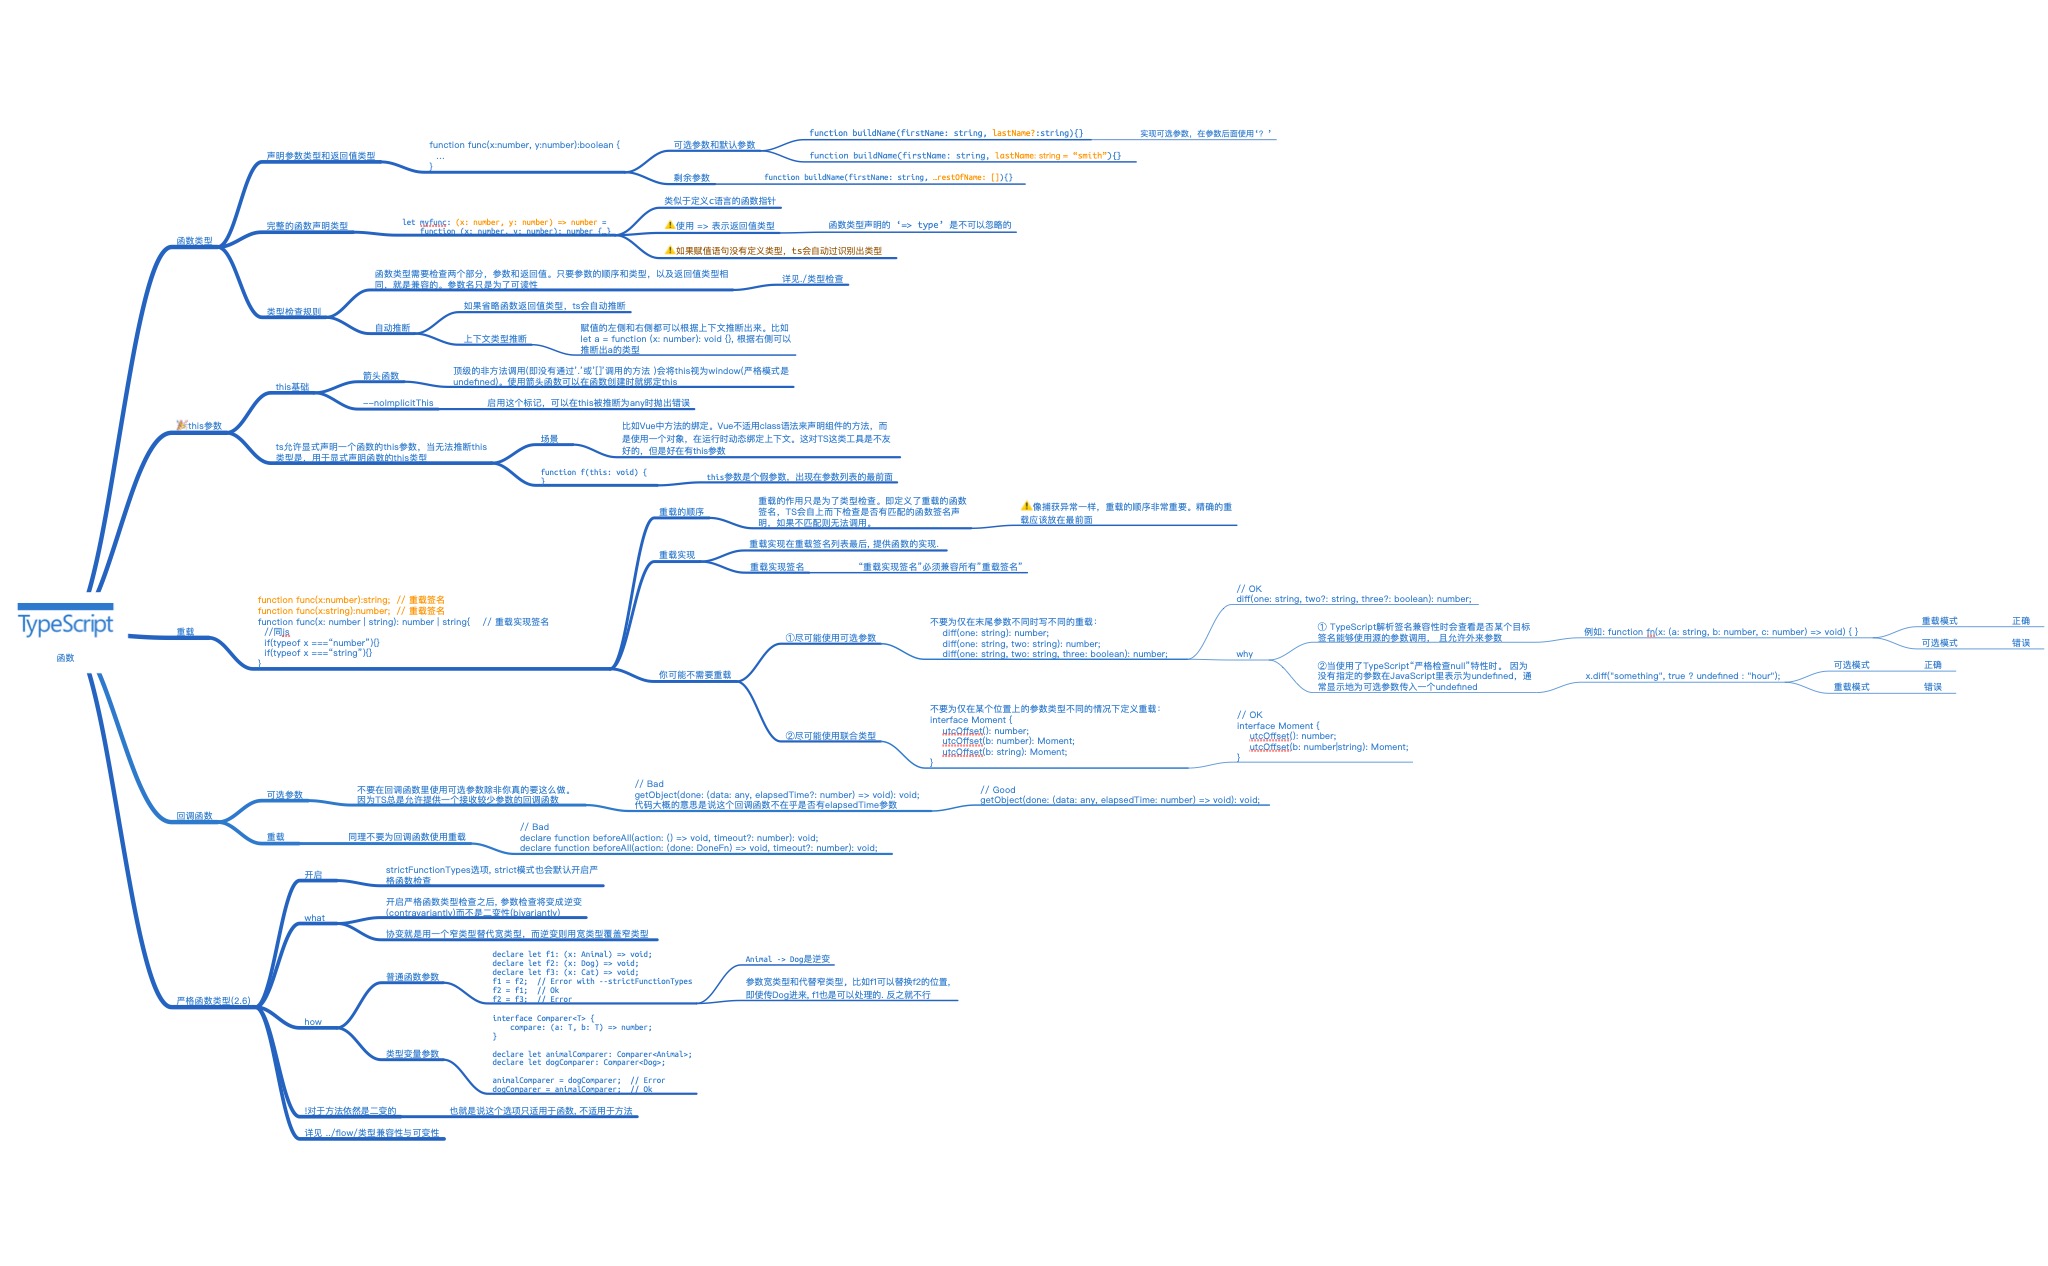 TypeScript
函数
函数类型
声明参数类型和返回值类型
function func(x:number, y:number):boolean {
...
}
可选参数和默认参数
function buildName(firstName: string, lastName?:string){}
实现可选参数，在参数后面使用‘? ’
function buildName(firstName: string, lastName: string = “smith”){}
剩余参数
function buildName(firstName: string, …restOfName: []){}
完整的函数声明类型
let myfunc: (x: number, y: number) => number =
function (x: number, y: number): number {…}
类似于定义c语言的函数指针
⚠️使用 => 表示返回值类型
函数类型声明的 ‘=> type’ 是不可以忽略的
⚠️如果赋值语句没有定义类型，ts会自动过识别出类型
类型检查规则
函数类型需要检查两个部分，参数和返回值。只要参数的顺序和类型，以及返回值类型相
同，就是兼容的。参数名只是为了可读性
详见./类型检查
自动推断
如果省略函数返回值类型，ts会自动推断
上下文类型推断
赋值的左侧和右侧都可以根据上下文推断出来。比如
let a = function (x: number): void {}, 根据右侧可以
推断出a的类型
this参数
this基础
箭头函数
顶级的非方法调用(即没有通过'.'或'[]'调用的方法 )会将this视为window(严格模式是
undefined)。使用箭头函数可以在函数创建时就绑定this
--noImplicitThis
启用这个标记，可以在this被推断为any时抛出错误
ts允许显式声明一个函数的this参数，当无法推断this
类型是，用于显式声明函数的this类型
场景
比如Vue中方法的绑定。Vue不适用class语法来声明组件的方法，而
是使用一个对象，在运行时动态绑定上下文。这对TS这类工具是不友
好的，但是好在有this参数
function f(this: void) {
}
this参数是个假参数，出现在参数列表的最前面
重载
function func(x:number):string; // 重载签名
function func(x:string):number; // 重载签名
function func(x: number | string): number | string{ // 重载实现签名
//同js
if(typeof x ===“number”){}
if(typeof x ===“string”){}
}
重载的顺序
重载的作用只是为了类型检查。即定义了重载的函数
签名，TS会自上而下检查是否有匹配的函数签名声
明，如果不匹配则无法调用。
⚠️像捕获异常一样，重载的顺序非常重要。精确的重
载应该放在最前面
重载实现
重载实现在重载签名列表最后, 提供函数的实现.
重载实现签名
“重载实现签名”必须兼容所有”重载签名”
你可能不需要重载
①尽可能使用可选参数
不要为仅在末尾参数不同时写不同的重载：
diff(one: string): number;
diff(one: string, two: string): number;
diff(one: string, two: string, three: boolean): number;
// OK
diff(one: string, two?: string, three?: boolean): number;
why
① TypeScript解析签名兼容性时会查看是否某个目标
签名能够使用源的参数调用， 且允许外来参数
例如: function fn(x: (a: string, b: number, c: number) => void) { }
重载模式
正确
可选模式
错误
②当使用了TypeScript“严格检查null”特性时。 因为
没有指定的参数在JavaScript里表示为undefined，通
常显示地为可选参数传入一个undefined
x.diff("something", true ? undefined : "hour");
可选模式
正确
重载模式
错误
②尽可能使用联合类型
不要为仅在某个位置上的参数类型不同的情况下定义重载：
interface Moment {
utcOffset(): number;
utcOffset(b: number): Moment;
utcOffset(b: string): Moment;
}
// OK
interface Moment {
utcOffset(): number;
utcOffset(b: number|string): Moment;
}
回调函数
可选参数
不要在回调函数里使用可选参数除非你真的要这么做。
因为TS总是允许提供一个接收较少参数的回调函数
// Bad
getObject(done: (data: any, elapsedTime?: number) => void): void;
代码大概的意思是说这个回调函数不在乎是否有elapsedTime参数
// Good
getObject(done: (data: any, elapsedTime: number) => void): void;
重载
同理不要为回调函数使用重载
// Bad
declare function beforeAll(action: () => void, timeout?: number): void;
declare function beforeAll(action: (done: DoneFn) => void, timeout?: number): void;
严格函数类型(2.6)
开启
strictFunctionTypes选项, strict模式也会默认开启严
格函数检查
what
开启严格函数类型检查之后, 参数检查将变成逆变
(contravariantly)而不是二变性(bivariantly)
协变就是用一个窄类型替代宽类型，而逆变则用宽类型覆盖窄类型
how
普通函数参数
declare let f1: (x: Animal) => void;
declare let f2: (x: Dog) => void;
declare let f3: (x: Cat) => void;
f1 = f2; // Error with --strictFunctionTypes
f2 = f1; // Ok
f2 = f3; // Error
Animal -> Dog是逆变
参数宽类型和代替窄类型，比如f1可以替换f2的位置,
即使传Dog进来, f1也是可以处理的. 反之就不行
类型变量参数
interface Comparer<T> {
compare: (a: T, b: T) => number;
}
declare let animalComparer: Comparer<Animal>;
declare let dogComparer: Comparer<Dog>;
animalComparer = dogComparer; // Error
dogComparer = animalComparer; // Ok
!对于方法依然是二变的
也就是说这个选项只适用于函数, 不适用于方法
详见 ../flow/类型兼容性与可变性